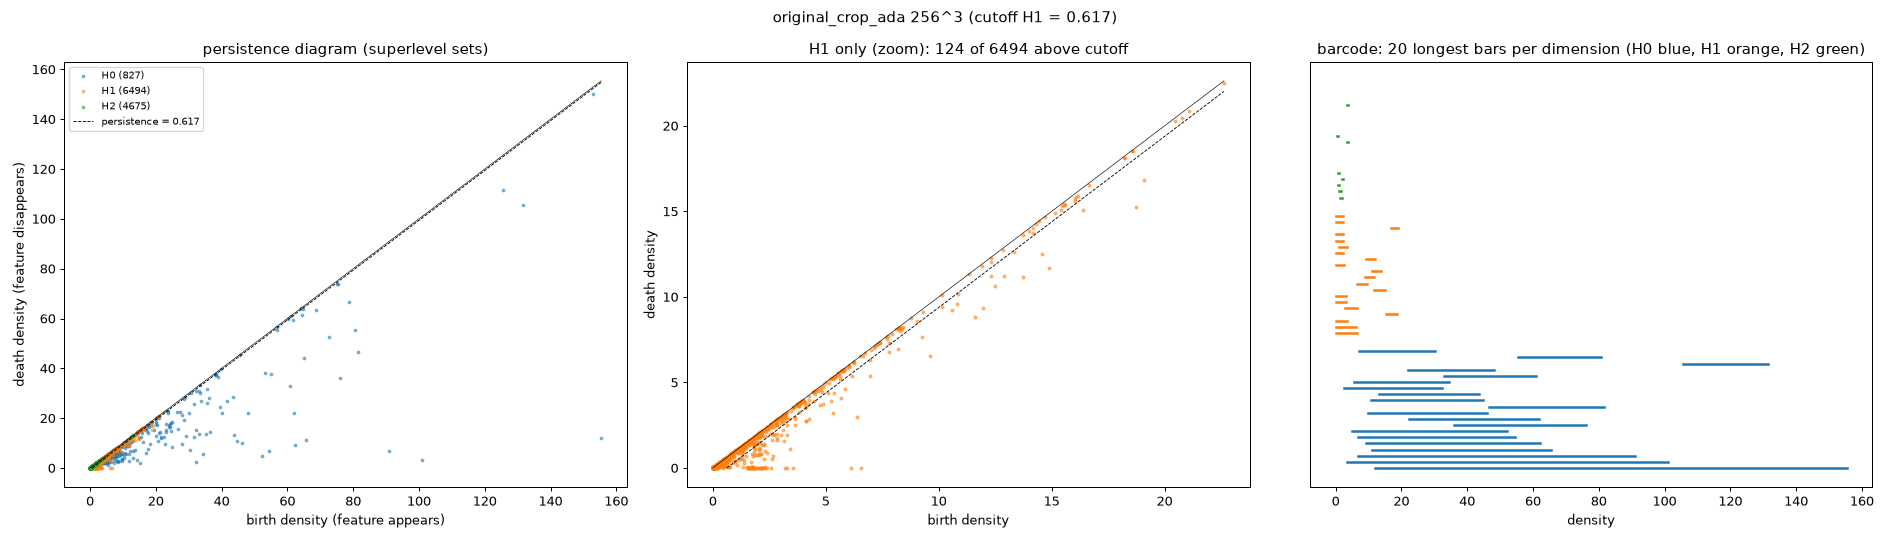 original_crop_ada 256^3 (cutoff H1 = 0.617)
persistence diagram (superlevel sets)
death density (feature disappears)
160
140
120
100
80
60
40
20
0
H0 (827)
H1 (6494)
H2 (4675)
persistence = 0.617
0 20 40 60 80 100 120 140 160
birth density (feature appears)
H1 only (zoom): 124 of 6494 above cutoff
death density
20
15
10
5
0
0 5 10 15 20
birth density
barcode: 20 longest bars per dimension (H0 blue, H1 orange, H2 green)
0 20 40 60 80 100 120 140 160
density